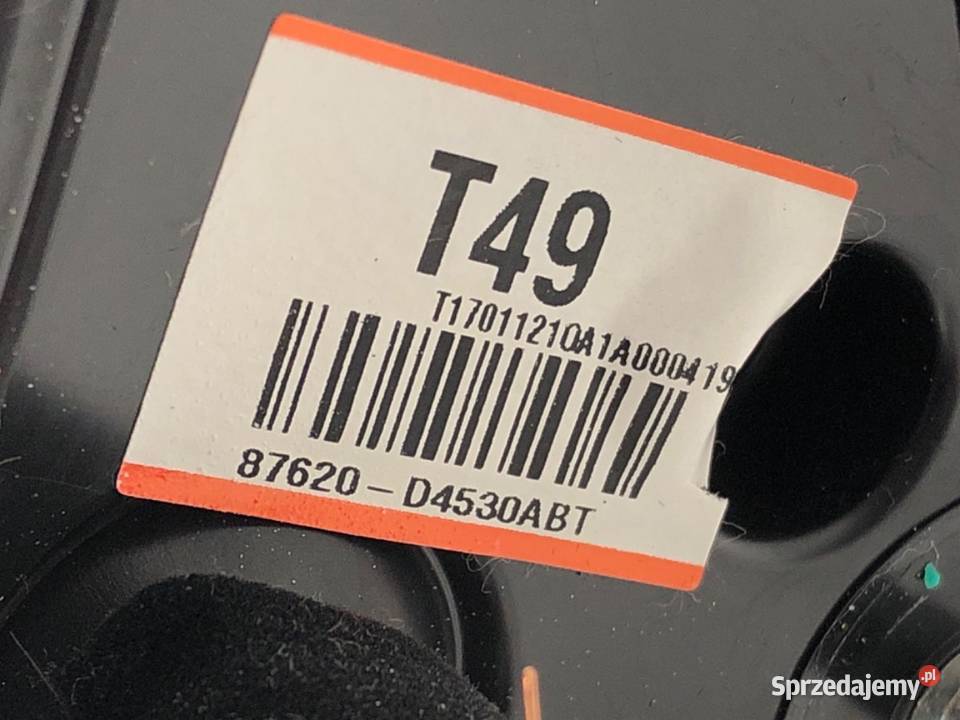 T49
T17011210A1A000419
87620-D4530ABT
Sprzedajemy.pl